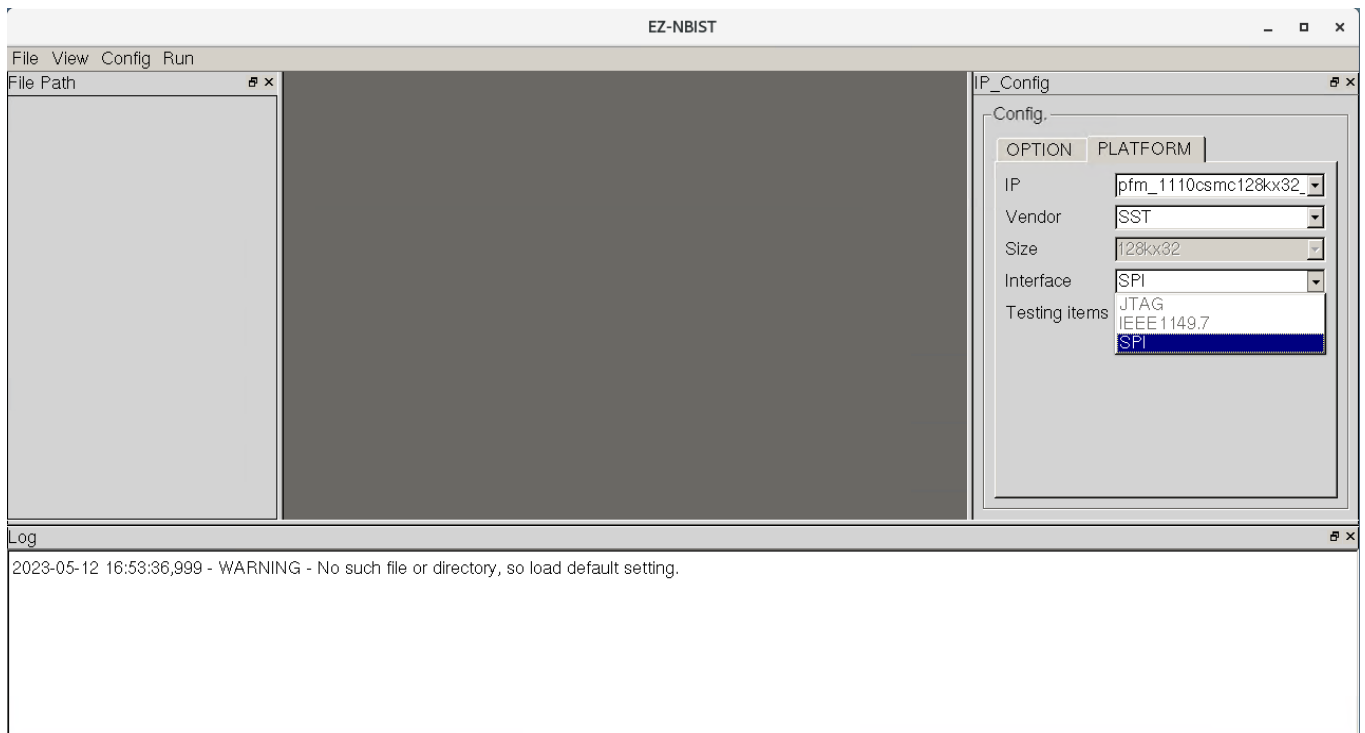 EZ-NBIST
File View Config Run
File Path
IP_Config
Config.
OPTION PLATFORM
IP pfm_1110csmc128kx32_
Vendor SST
Size 128kx32
Interface SPI
JTAG
Testing items
IEEE1149.7
SPI
Log
2023-05-12 16:53:36,999 - WARNING - No such file or directory, so load default setting.